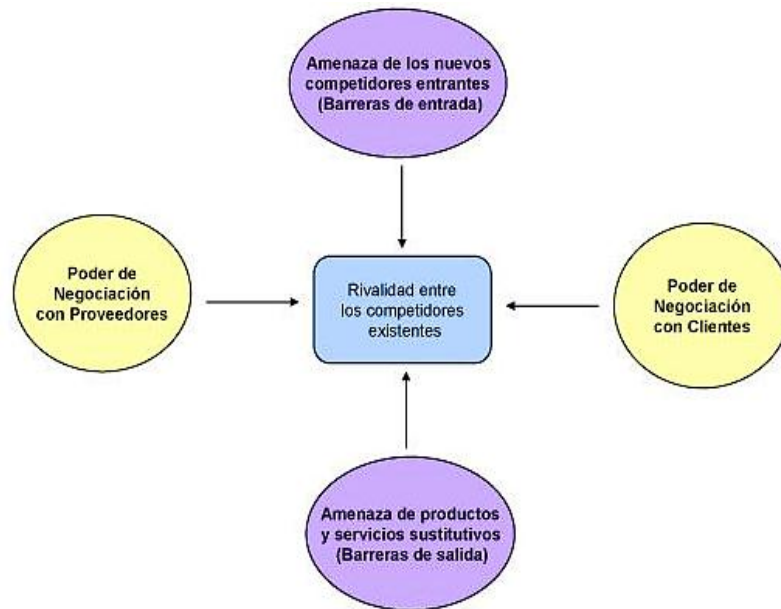 Amenaza de los nuevos
competidores entrantes
(Barreras de entrada)
Poder de
Negociación
con Proveedores
Rivalidad entre
los competidores
existentes
Poder de
Negociación
con Clientes
Amenaza de productos
y servicios sustitutivos
(Barreras de salida)